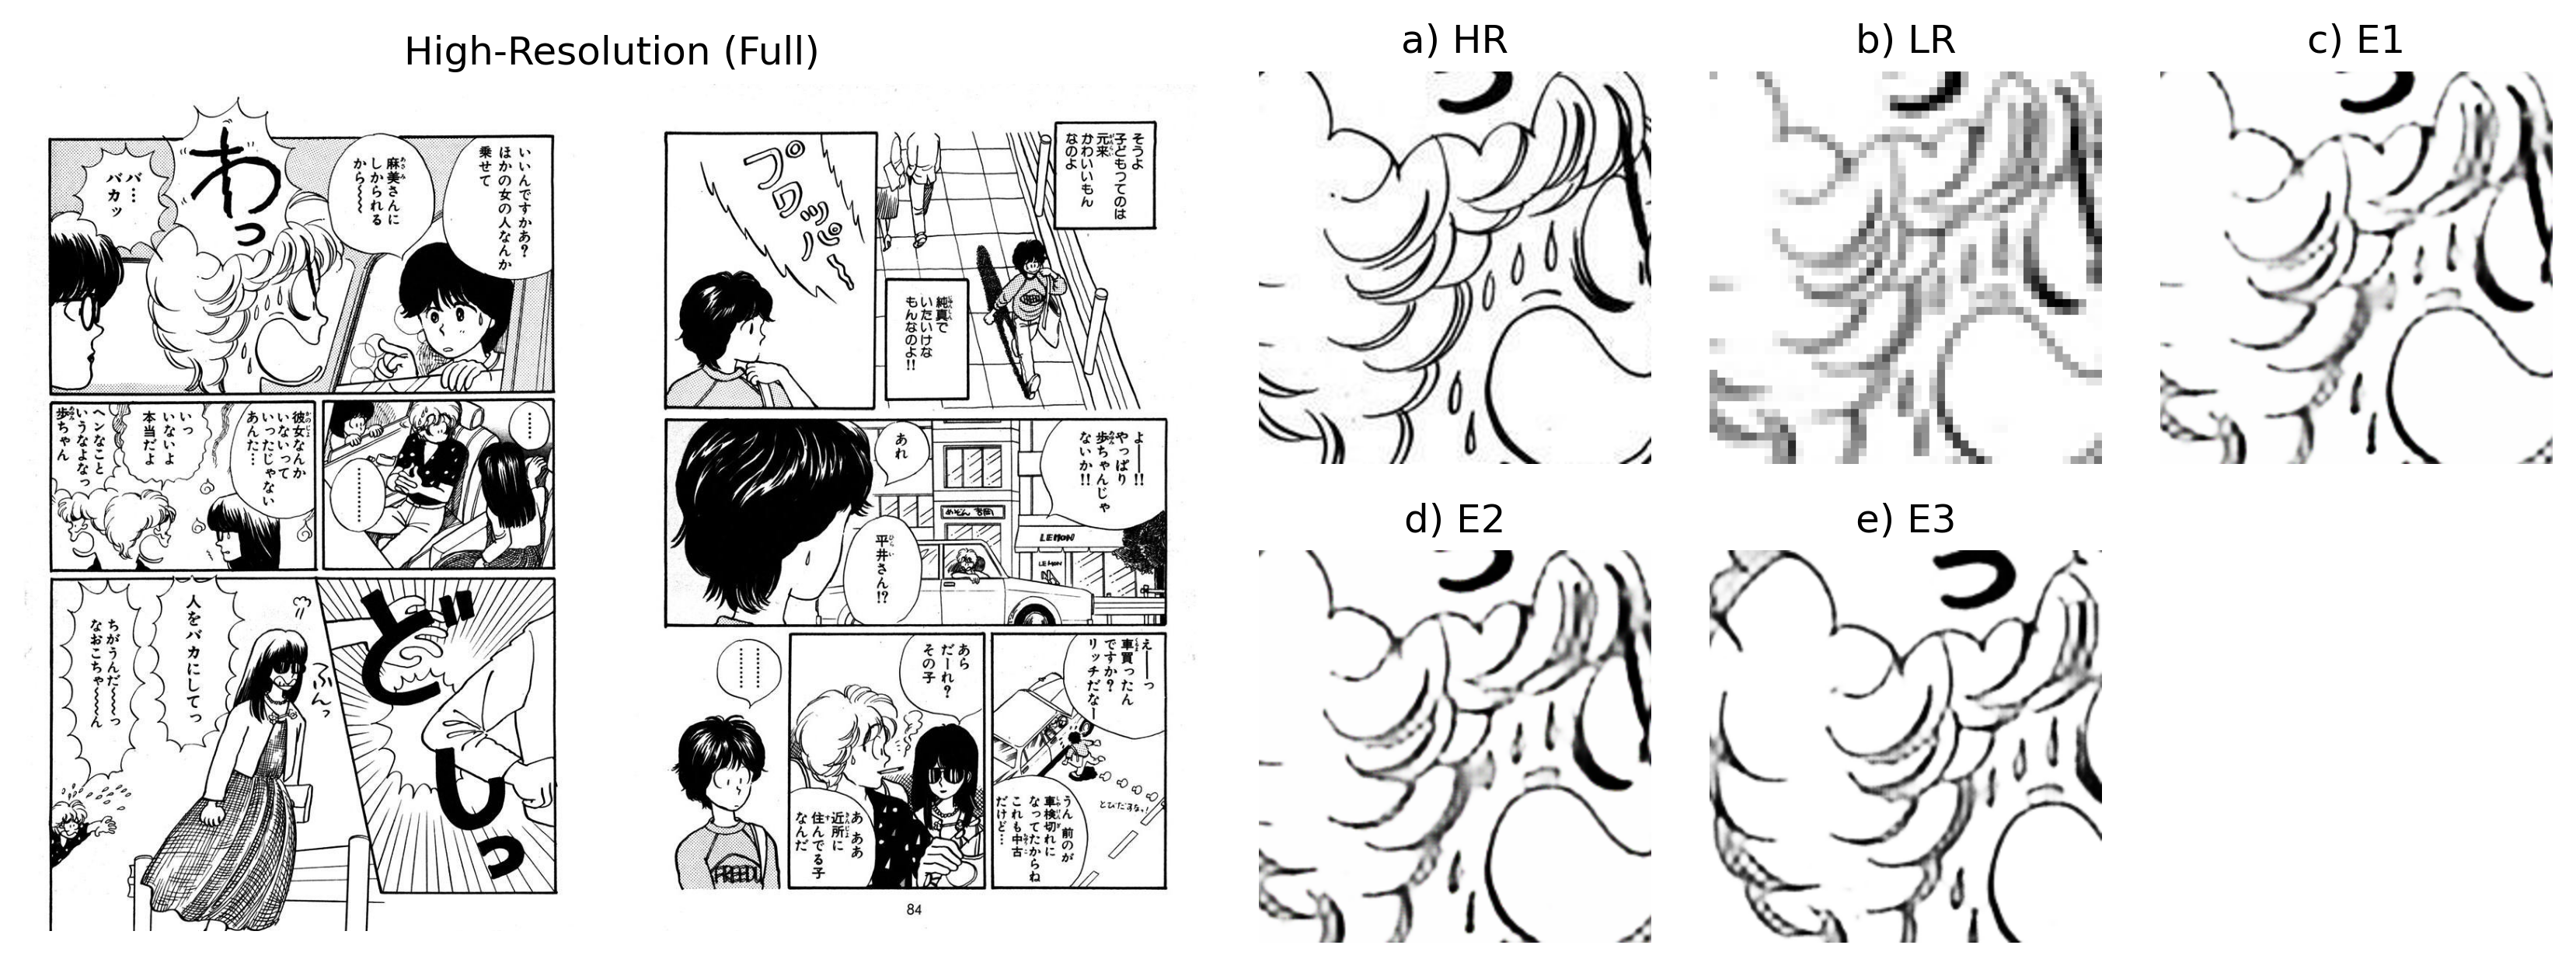 High-Resolution (Full)
a) HR
b) LR
c) E1
d) E2
e) E3
いいんですかあ?
ほかの女の人なんか
乗せて
麻美さんに
しかられる
から~~~
わっ
バ…
バカッ
……
…………
彼女なんか
いないって
いったじゃない
あんた…
いっ
いないよ
本当だよ
ヘンなこと
いうなよなっ
歩ちゃん
どしっ
ふんっ
人をバカにしてっ
ちがうんだ~~~っ
なおこちゃ~~~ん
そうよ
子どもつてのは
元来
かわいいもん
なのよ
プワッパー
純真で
いたいけな
もんなのよ!!
よ――!!
やっぱり
歩ちゃんじゃ
ないか!!
あれ
平井さん!?
LEMON
LEMON
え――っ
車買ったん
ですか?
リッチだなー
とびだすな!
うん 前のが
車検切れに
なってたからね
これも中古
だけど…
あら
だーれ?
その子
あ ああ
近所に
住んでる子
なんだ
………
………
84